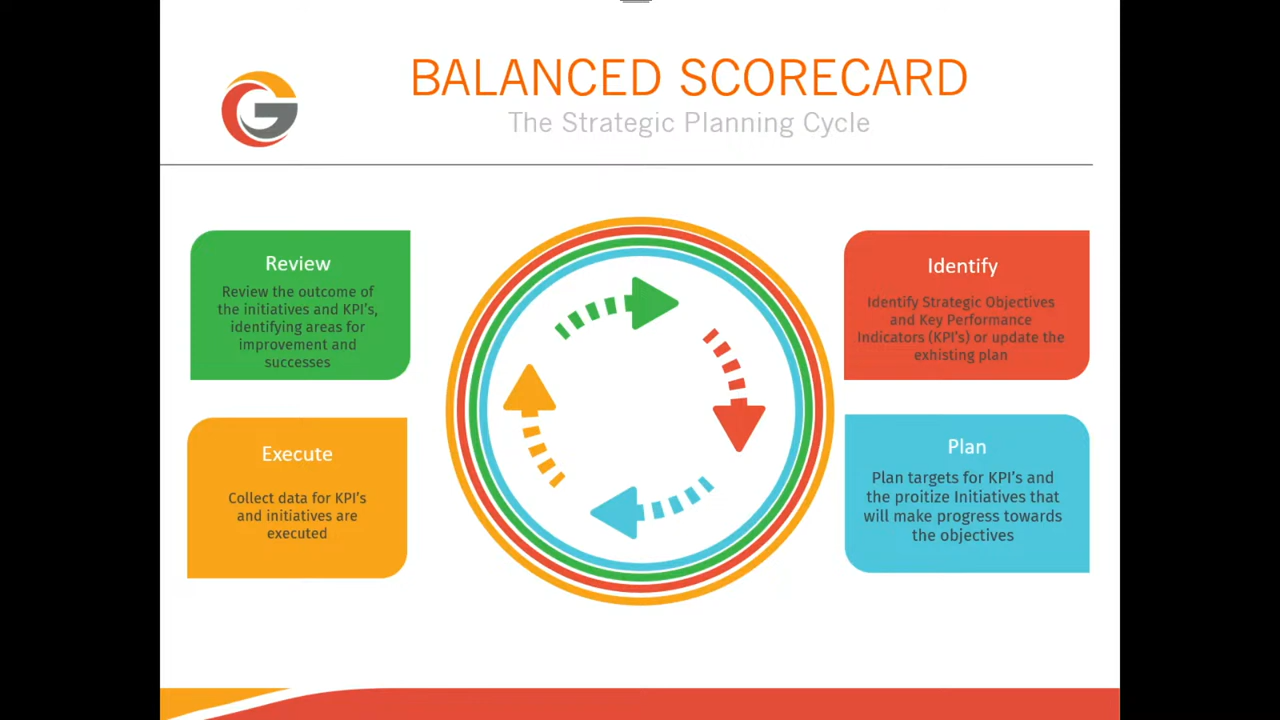 BALANCED SCORECARD
The Strategic Planning Cycle
Review
Review the outcome of
the initiatives and KPI's,
identifying areas for
improvement and
successes
Identify
Identify Strategic Objectives
and Key Performance
Indicators (KPI's) or update the
exhisting plan
Execute
Collect data for KPI's
and initiatives are
executed
Plan
Plan targets for KPI's and
the proitize Initiatives that
will make progress towards
the objectives